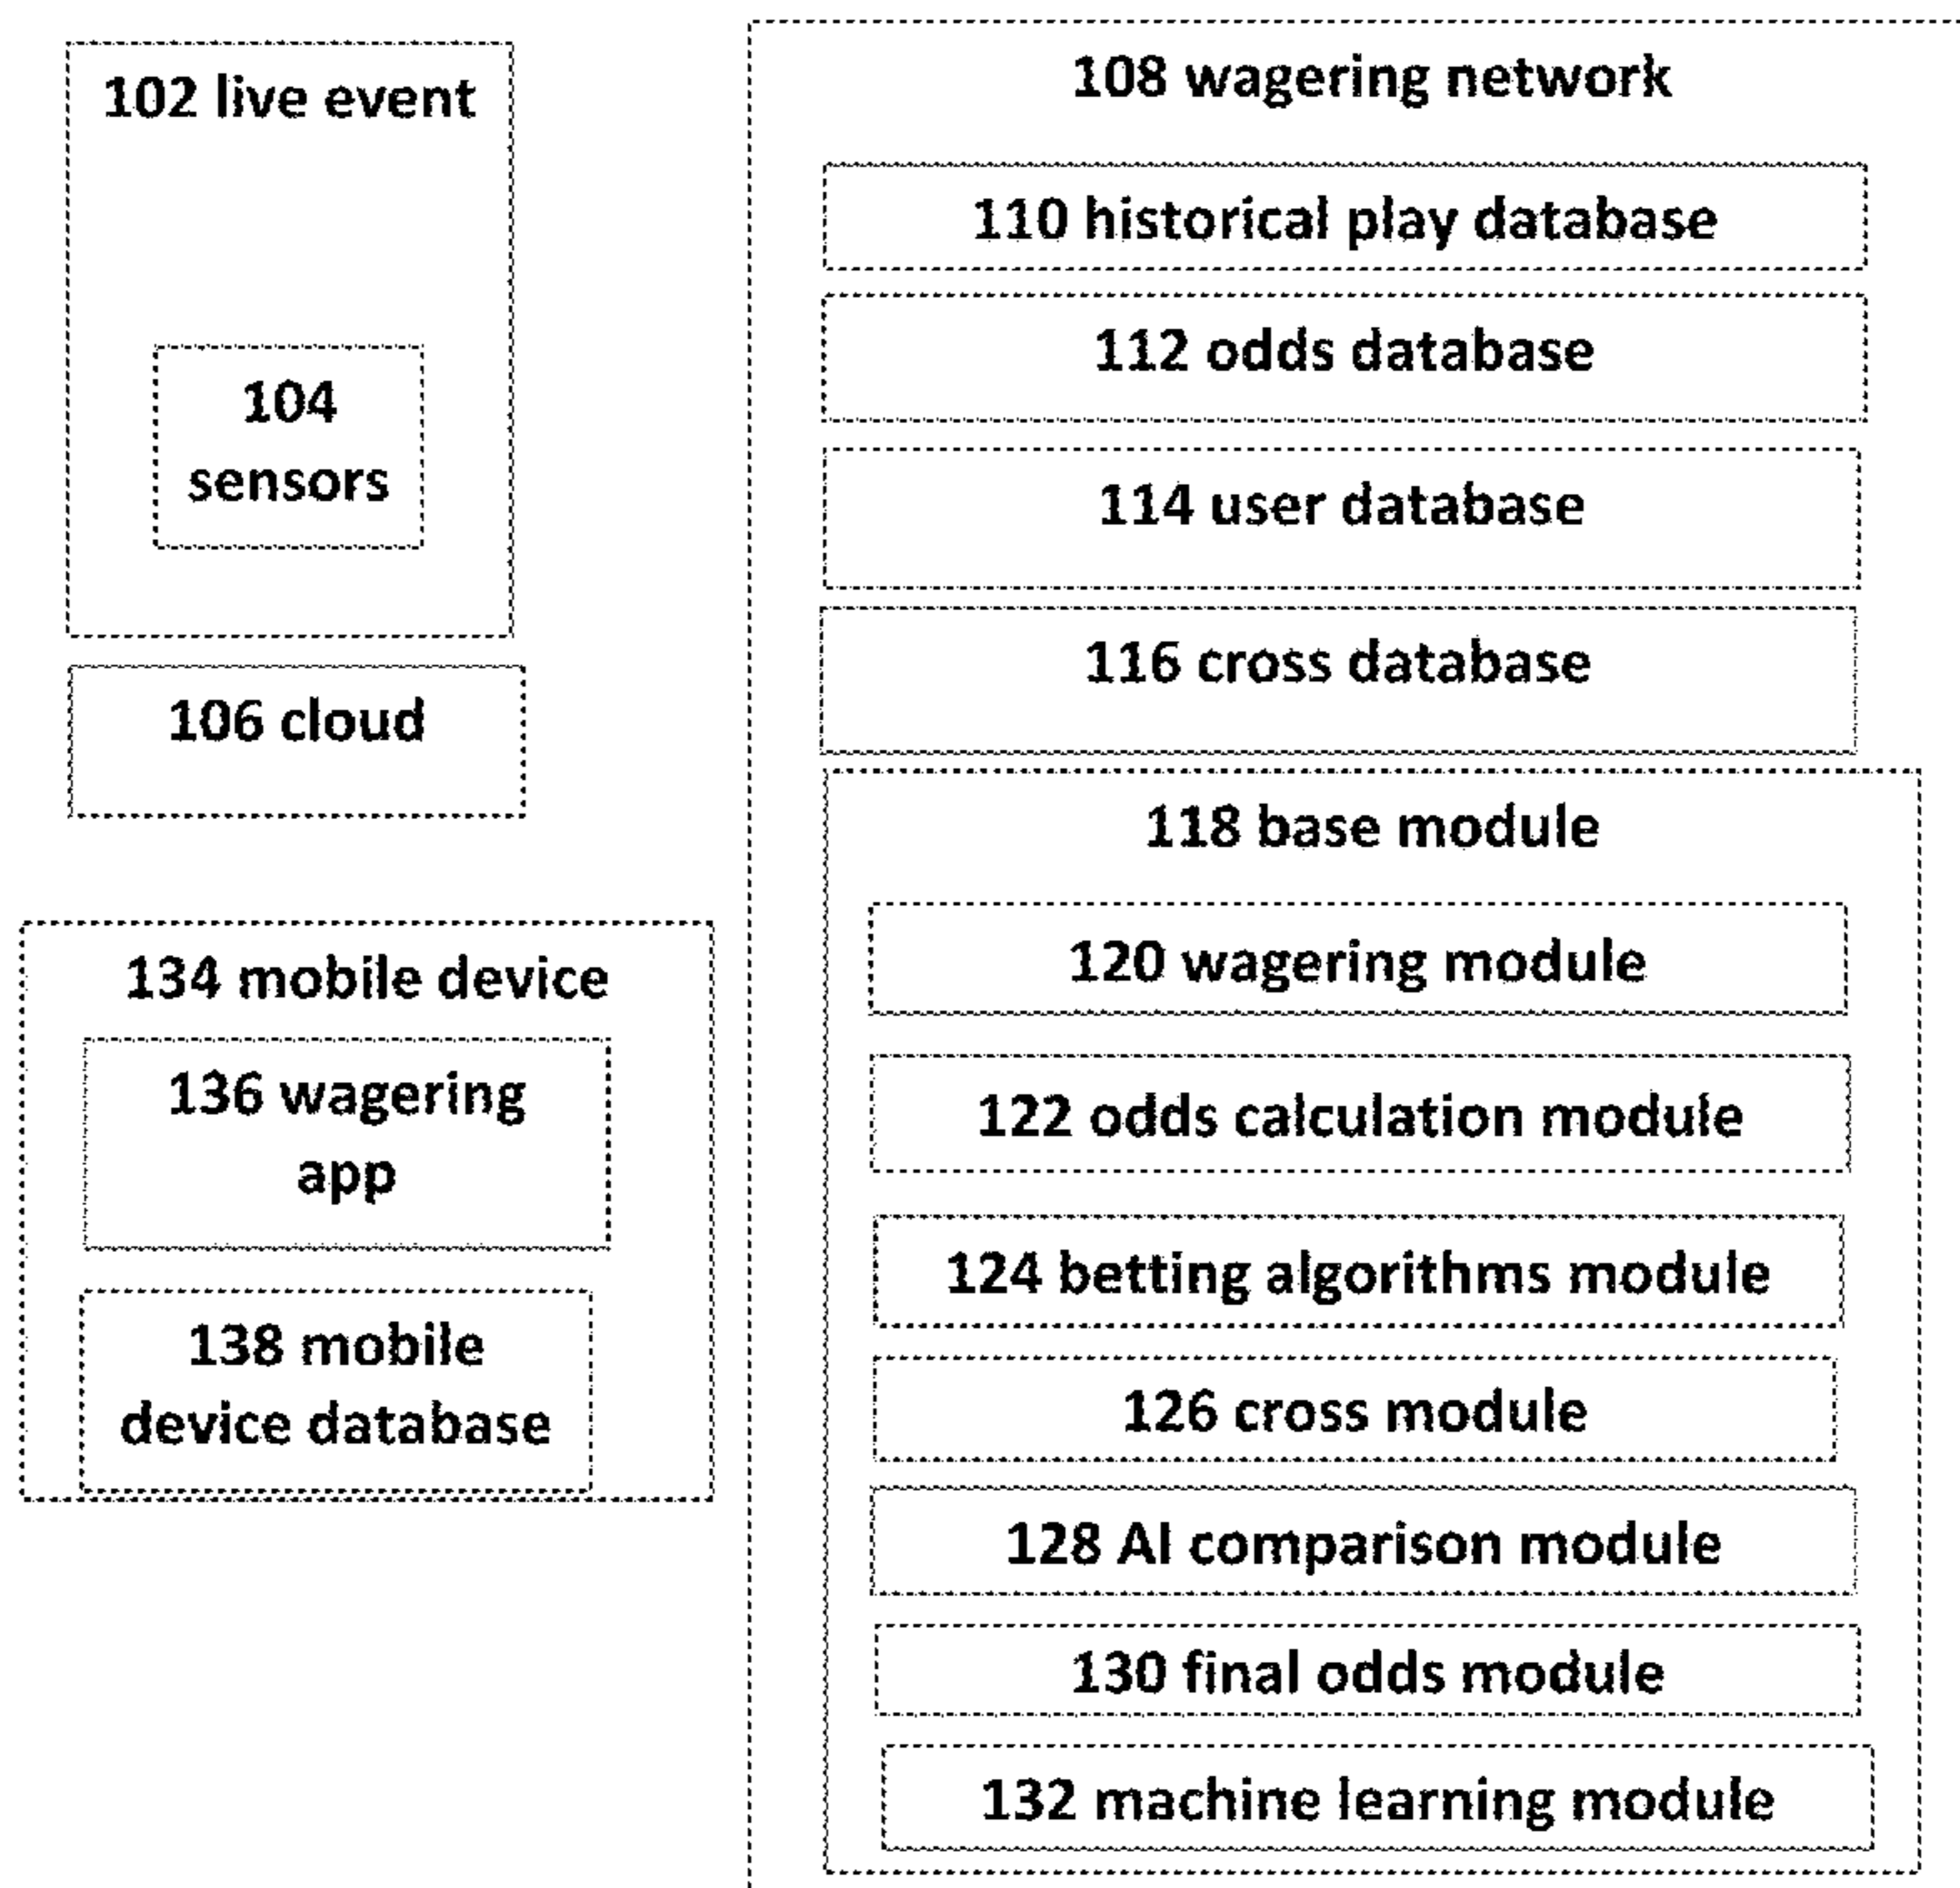 102 live event
104
sensors
106 cloud
134 mobile device
136 wagering
app
138 mobile
device database
108 wagering network
110 historical play database
112 odds database
114 user database
116 cross database
118 base module
120 wagering module
122 odds calculation module
124 betting algorithms module
126 cross module
128 AI comparison module
130 final odds module
132 machine learning module